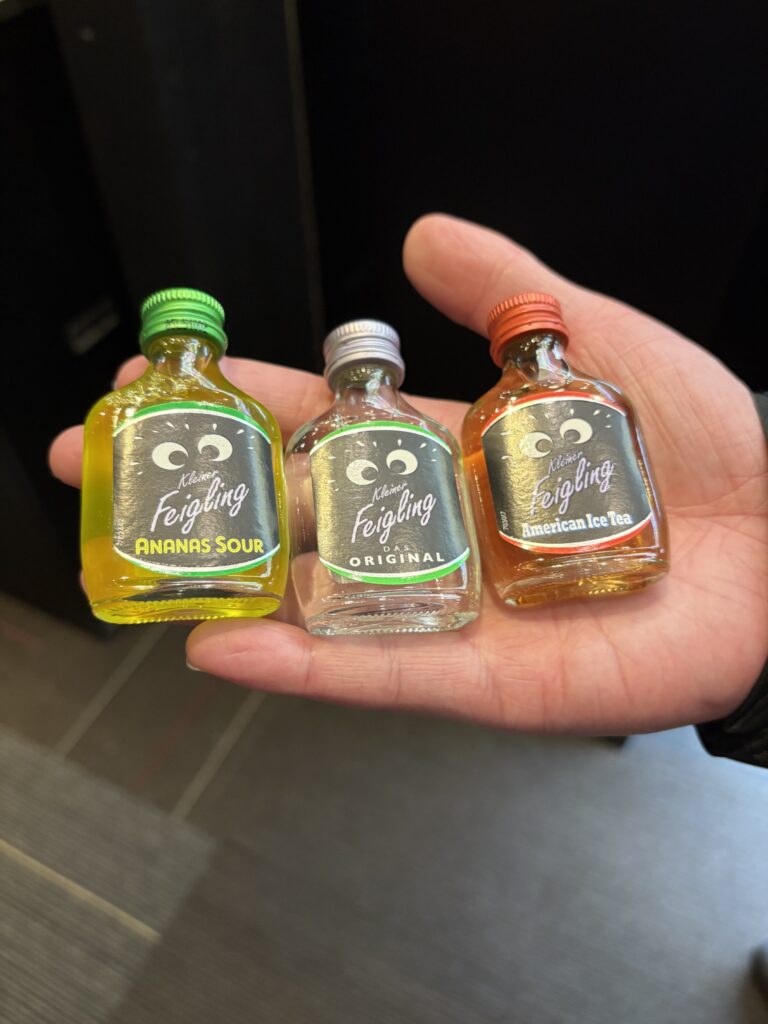 Kleiner
Feigling
ANANAS SOUR
Kleiner
Feigling
DAS
ORIGINAL
Kleiner
Feigling
American Ice Tea